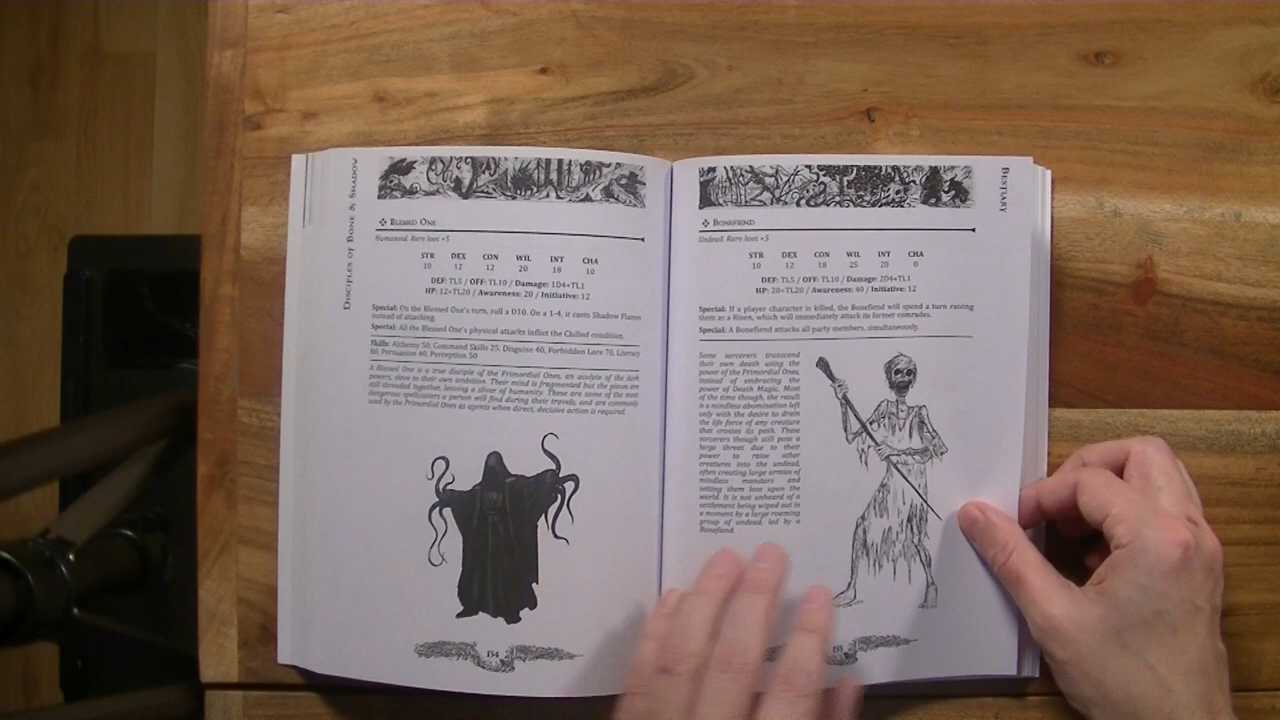 DISCIPLES OF BONE & SHADOW
BLESSED ONE
Humanoid. Rare loot +5
STR DEX CON WIL INT CHA
10 12 12 20 18 10
DEF: TL5 / OFF: TL10 / Damage: 1D4+TL1
HP: 12+TL20 / Awareness: 20 / Initiative: 12
Special: On the Blessed One's turn, roll a D10. On a 1-4, it casts Shadow Flames
instead of attacking.
Special: All the Blessed One's physical attacks inflict the Chilled condition.
Skills: Alchemy 50, Command Skills 25, Disguise 40, Forbidden Lore 70, Literacy
80, Persuasion 40, Perception 50
A Blessed One is a true disciple of the Primordial Ones, an acolyte of the dark
powers, slave to their own ambition. Their mind is fragmented but the pieces are
still threaded together, leaving a sliver of humanity. These are some of the most
dangerous spellcasters a person will find during their travels, and are commonly
used by the Primordial Ones as agents when direct, decisive action is required.
134
BESTIARY
BONEFIEND
Undead. Rare loot +5
STR DEX CON WIL INT CHA
10 12 18 25 20 0
DEF: TL5 / OFF: TL10 / Damage: 2D4+TL1
HP: 20+TL20 / Awareness: 40 / Initiative: 12
Special: If a player character is killed, the Bonefiend will spend a turn raising
them as a Risen, which will immediately attack its former comrades.
Special: A Bonefiend attacks all party members, simultaneously.
Some sorcerers transcend
their own death using the
power of the Primordial Ones,
instead of embracing the
power of Death Magic. Most
of the time though, the result
is a mindless abomination left
only with the desire to drain
the life force of any creature
that crosses its path. These
sorcerers though still pose a
large threat due to their
power to raise other
creatures into the undead,
often creating large armies of
mindless monsters and
setting them lose upon the
world. It is not unheard of a
settlement being wiped out in
a moment by a large roaming
group of undead, led by a
Bonefiend.
135